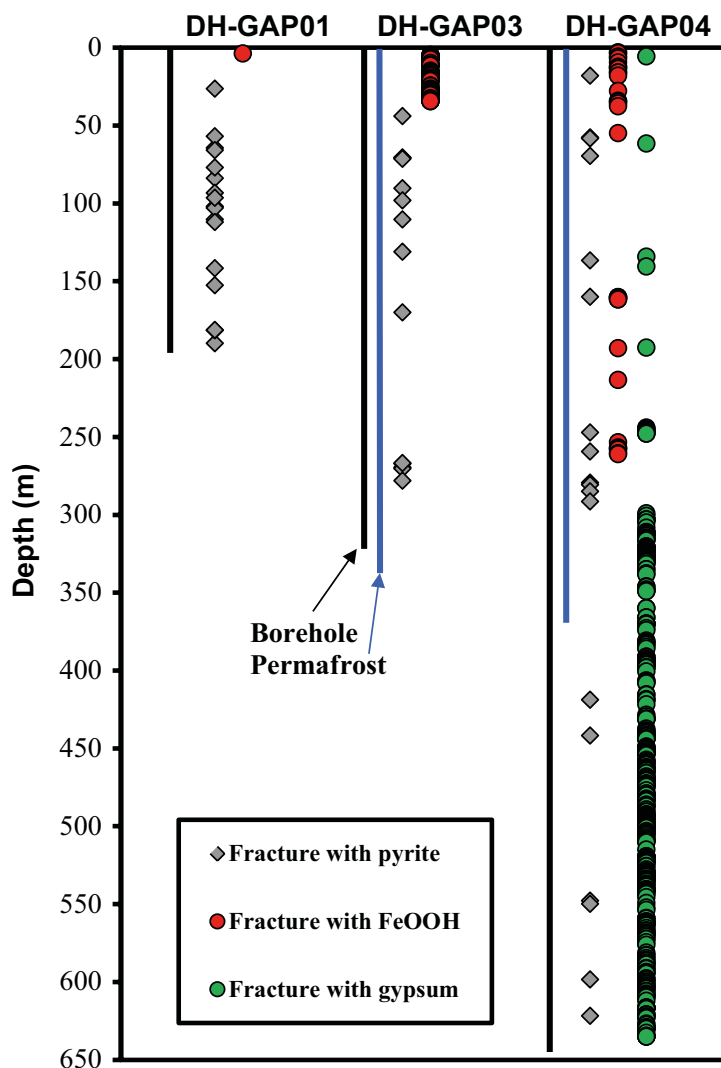 DH-GAP01 DH-GAP03 DH-GAP04
0
50
100
150
200
250
300
350
400
450
500
550
600
650
Depth (m)
Borehole
Permafrost
Fracture with pyrite
Fracture with FeOOH
Fracture with gypsum